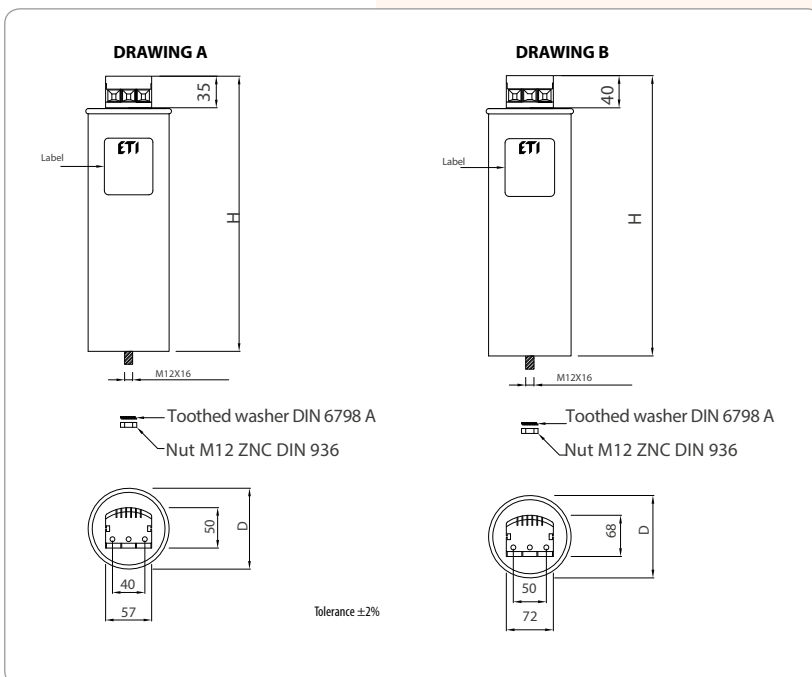 DRAWING A
35
ETI
Label
H
M12X16
Toothed washer DIN 6798 A
Nut M12 ZNC DIN 936
50
D
40
57
Tolerance ±2%
DRAWING B
40
ETI
Label
H
M12X16
Toothed washer DIN 6798 A
Nut M12 ZNC DIN 936
68
D
50
72